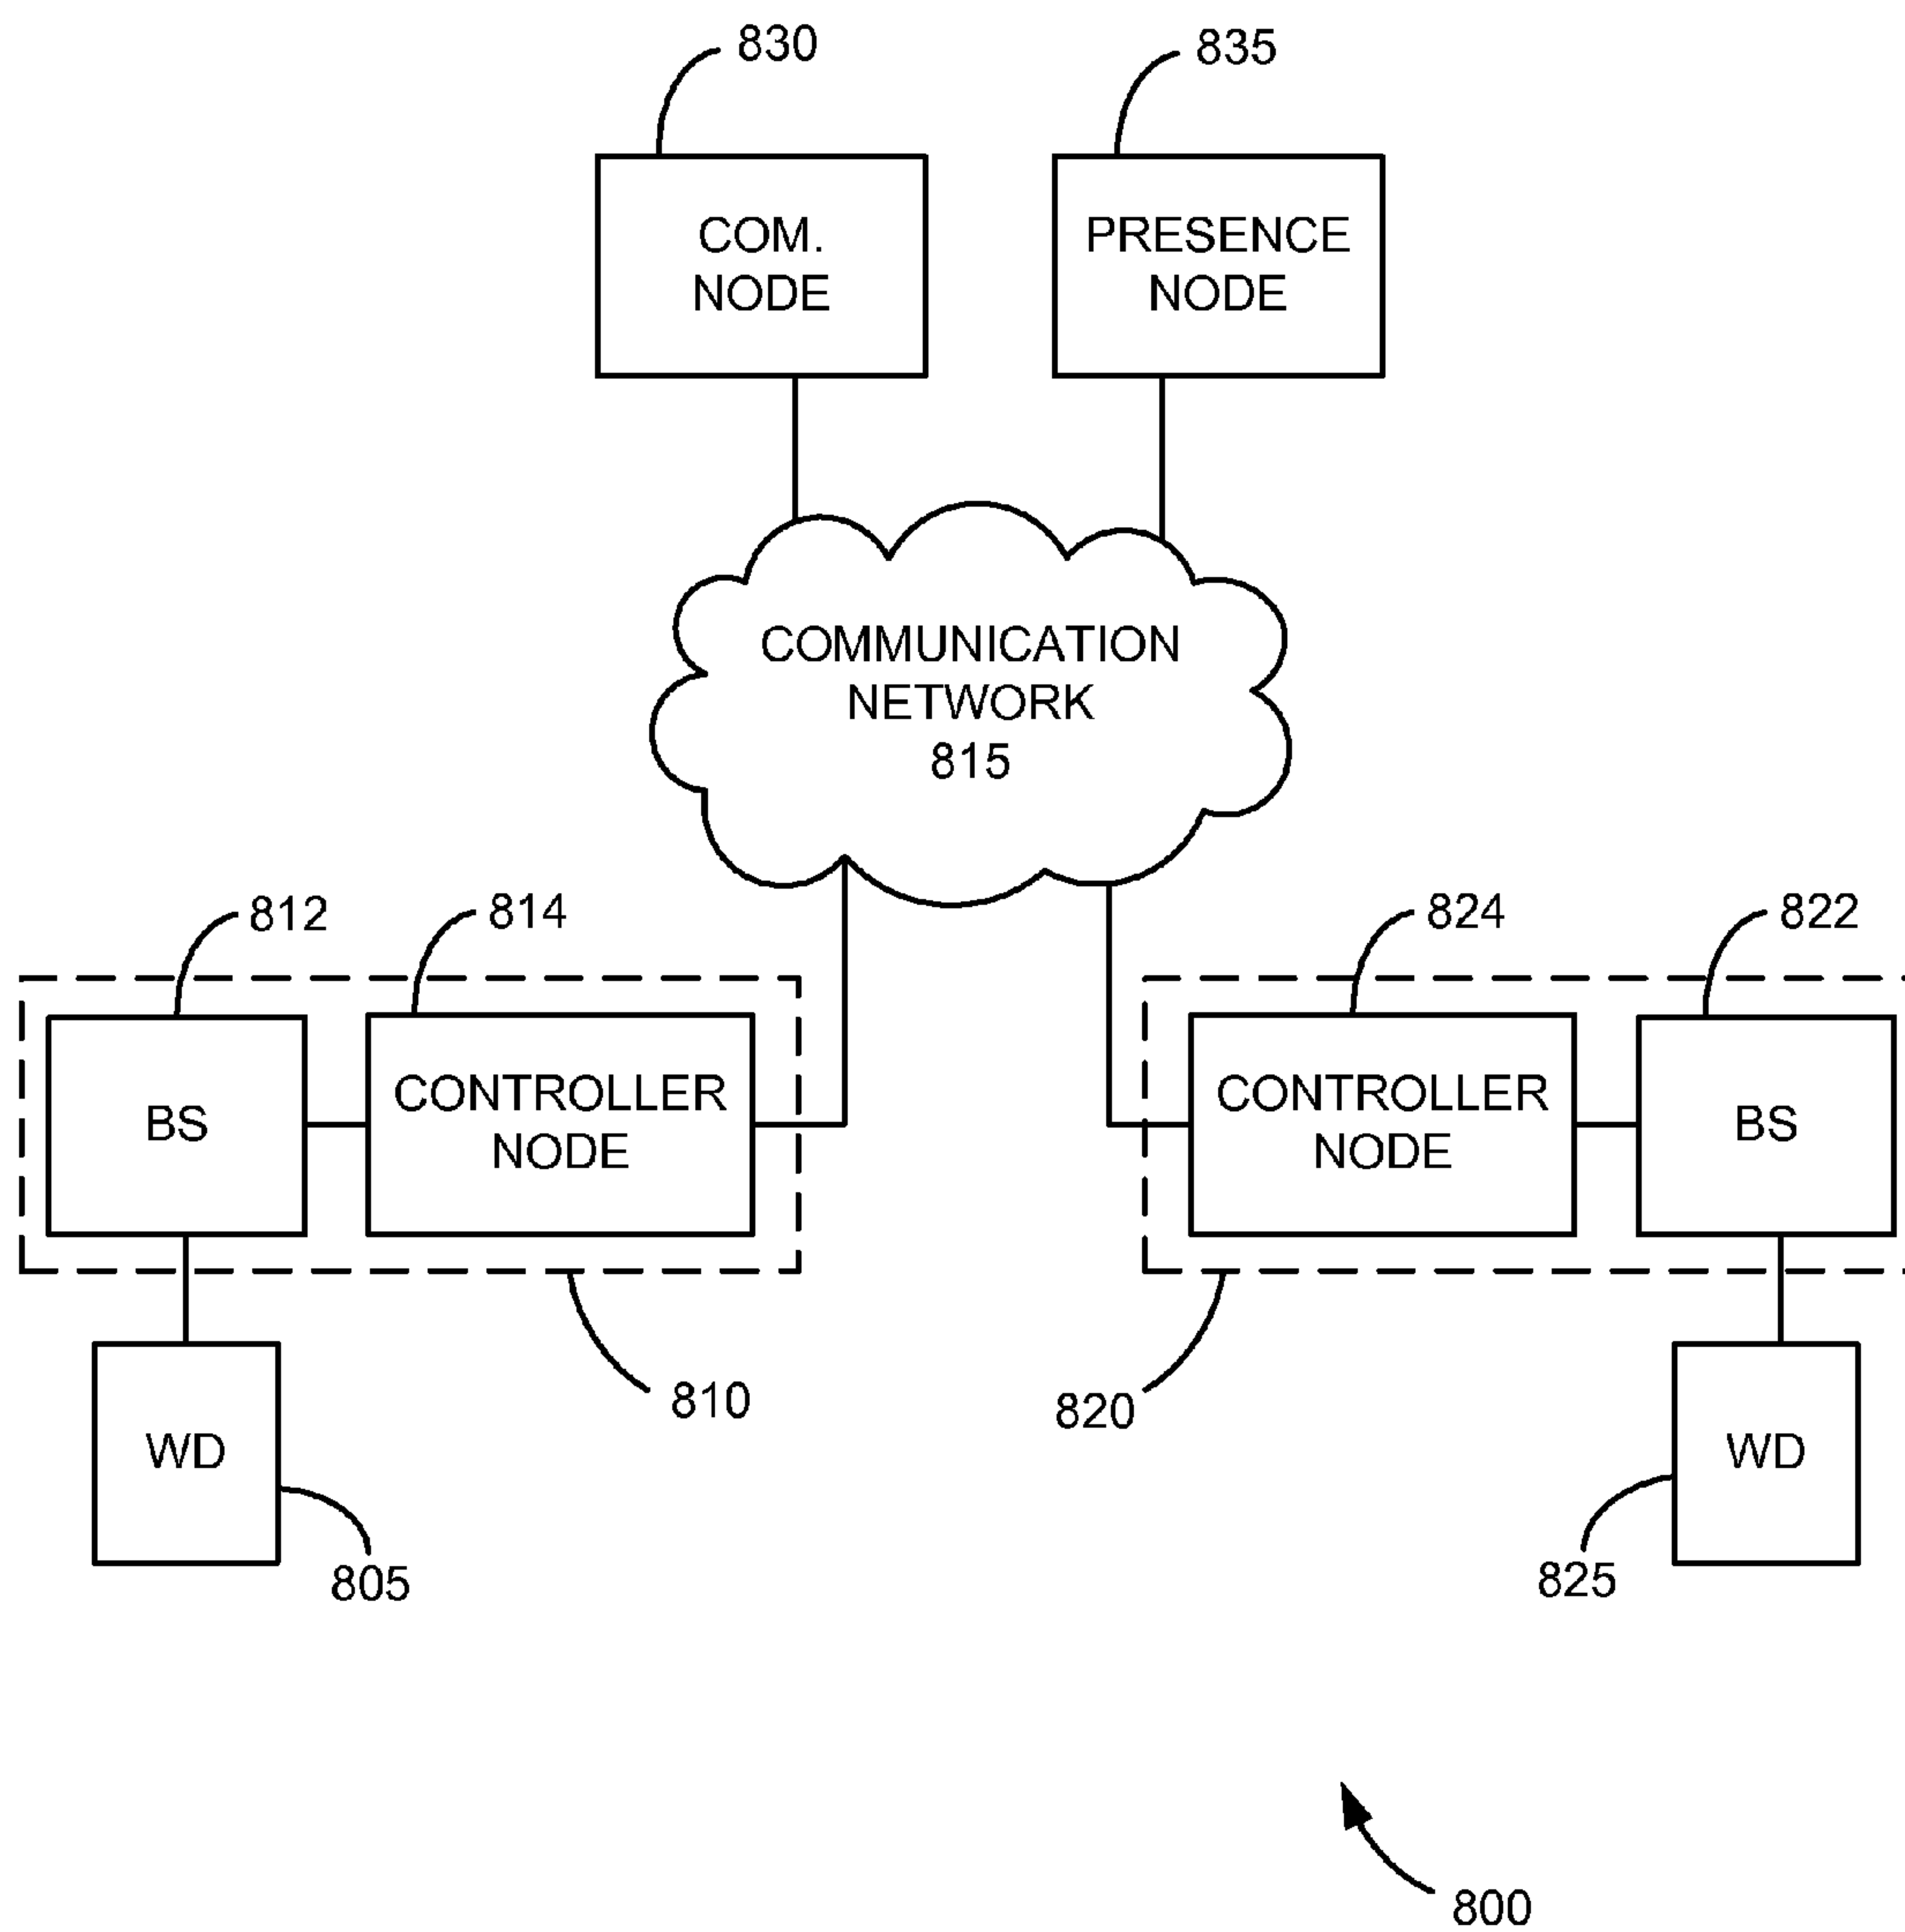 830
835
COM.
NODE
PRESENCE
NODE
COMMUNICATION
NETWORK
815
812
814
824
822
BS
CONTROLLER
NODE
CONTROLLER
NODE
BS
810
820
WD
WD
805
825
800